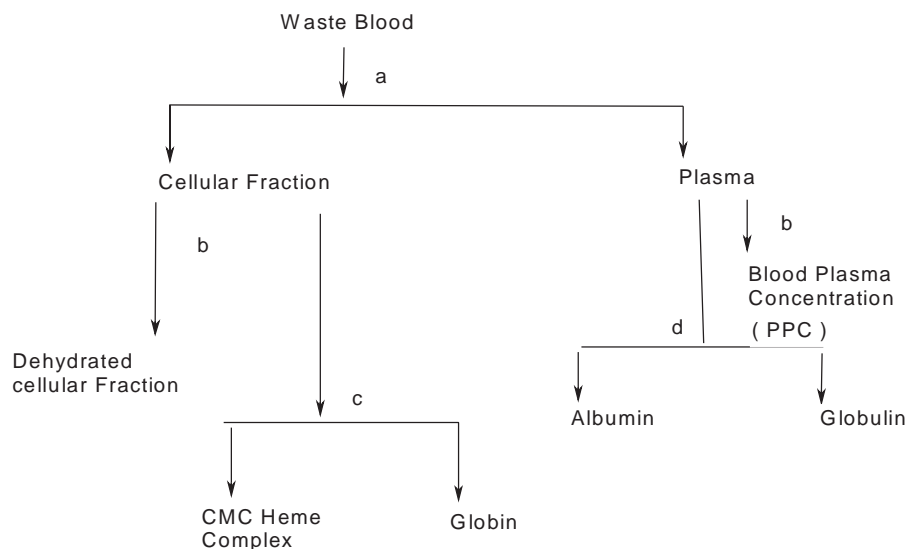 Waste Blood
a
Cellular Fraction
Plasma
b
b
Blood Plasma
Concentration
d
( PPC )
Dehydrated
cellular Fraction
c
Albumin
Globulin
CMC Heme
Complex
Globin